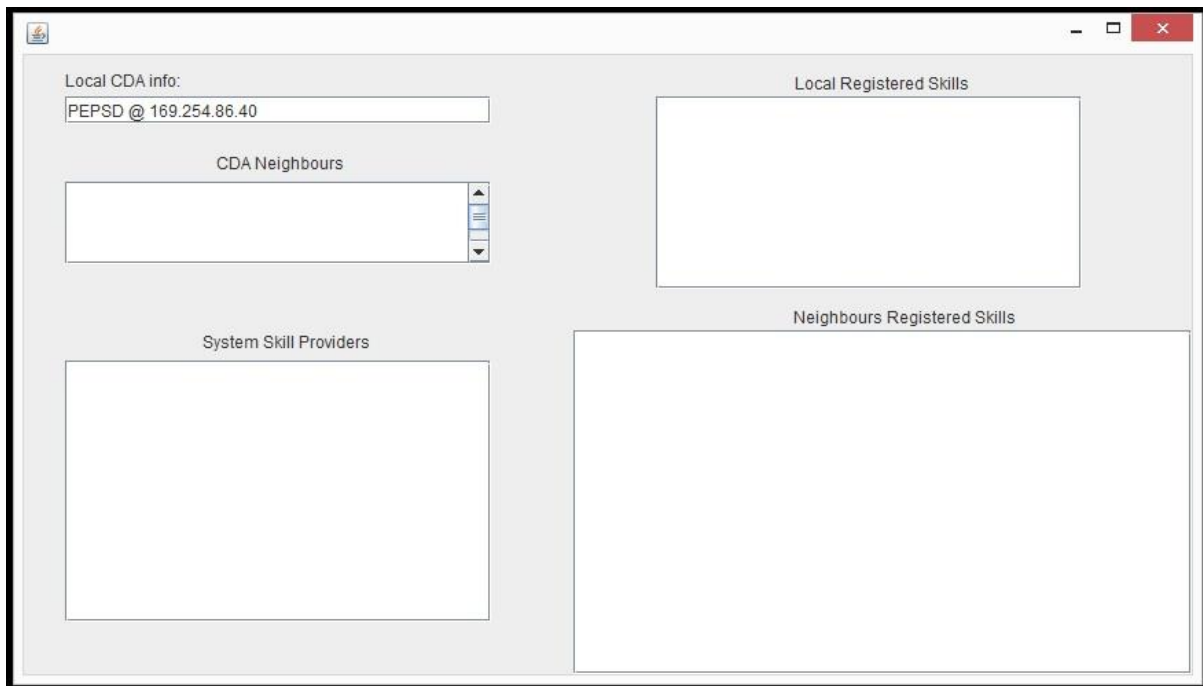 Local CDA info:
PEPSD @ 169.254.86.40
CDA Neighbours
System Skill Providers
Local Registered Skills
Neighbours Registered Skills